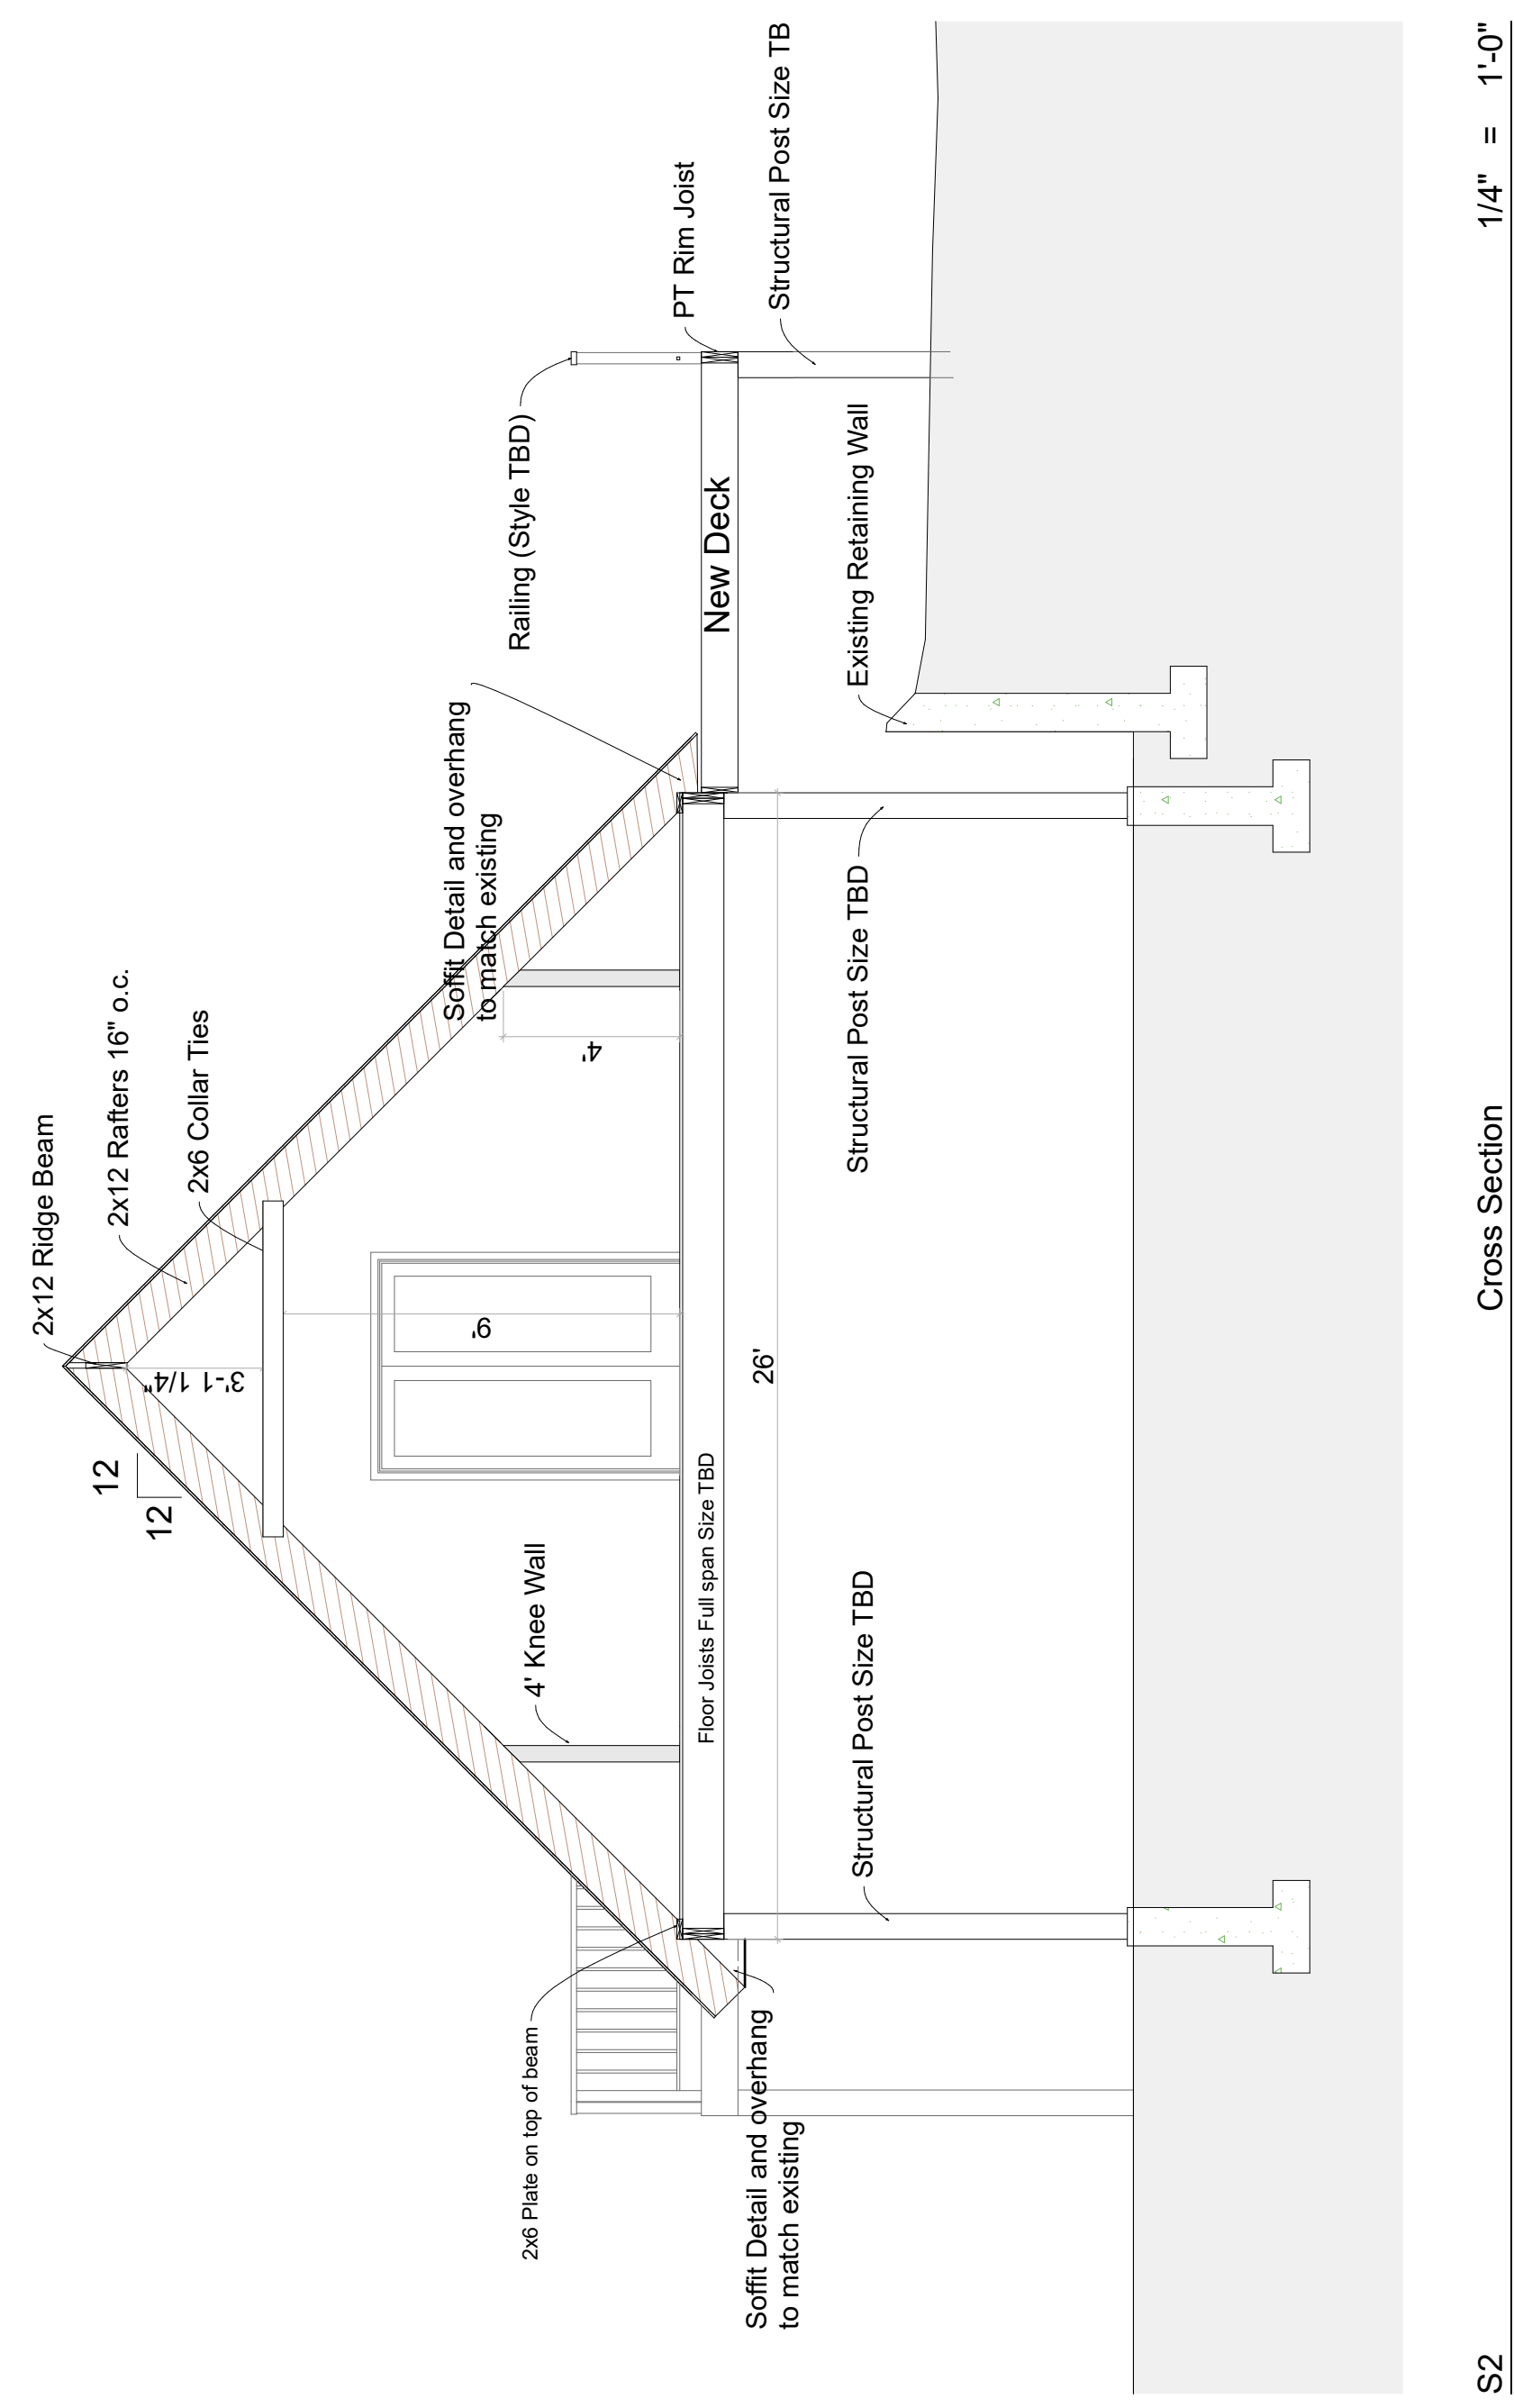 2x12 Ridge Beam
2x12 Rafters 16" o.c.
2x6 Collar Ties
12
12
3'-1 1/4"
Soffit Detail and overhang
to match existing
Railing (Style TBD)
PT Rim Joist
Structural Post Size TB
4' Knee Wall
9'
4'
2x6 Plate on top of beam
Floor Joists Full span Size TBD
New Deck
26'
Soffit Detail and overhang
to match existing
Structural Post Size TBD
Structural Post Size TBD
Existing Retaining Wall
S2
Cross Section
1/4" = 1'-0"